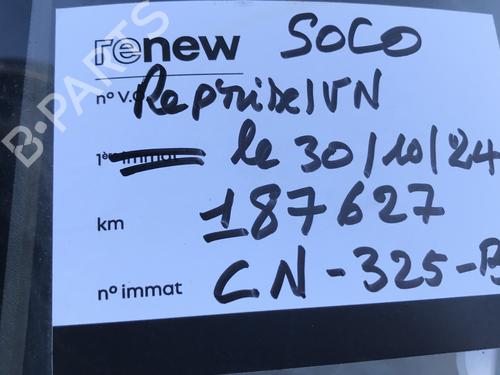 renew SOCO
n° V.O Reprise/VN
1ère immat le 30/10/24
km 187627
n° immat CN-325-B
B-PARTS